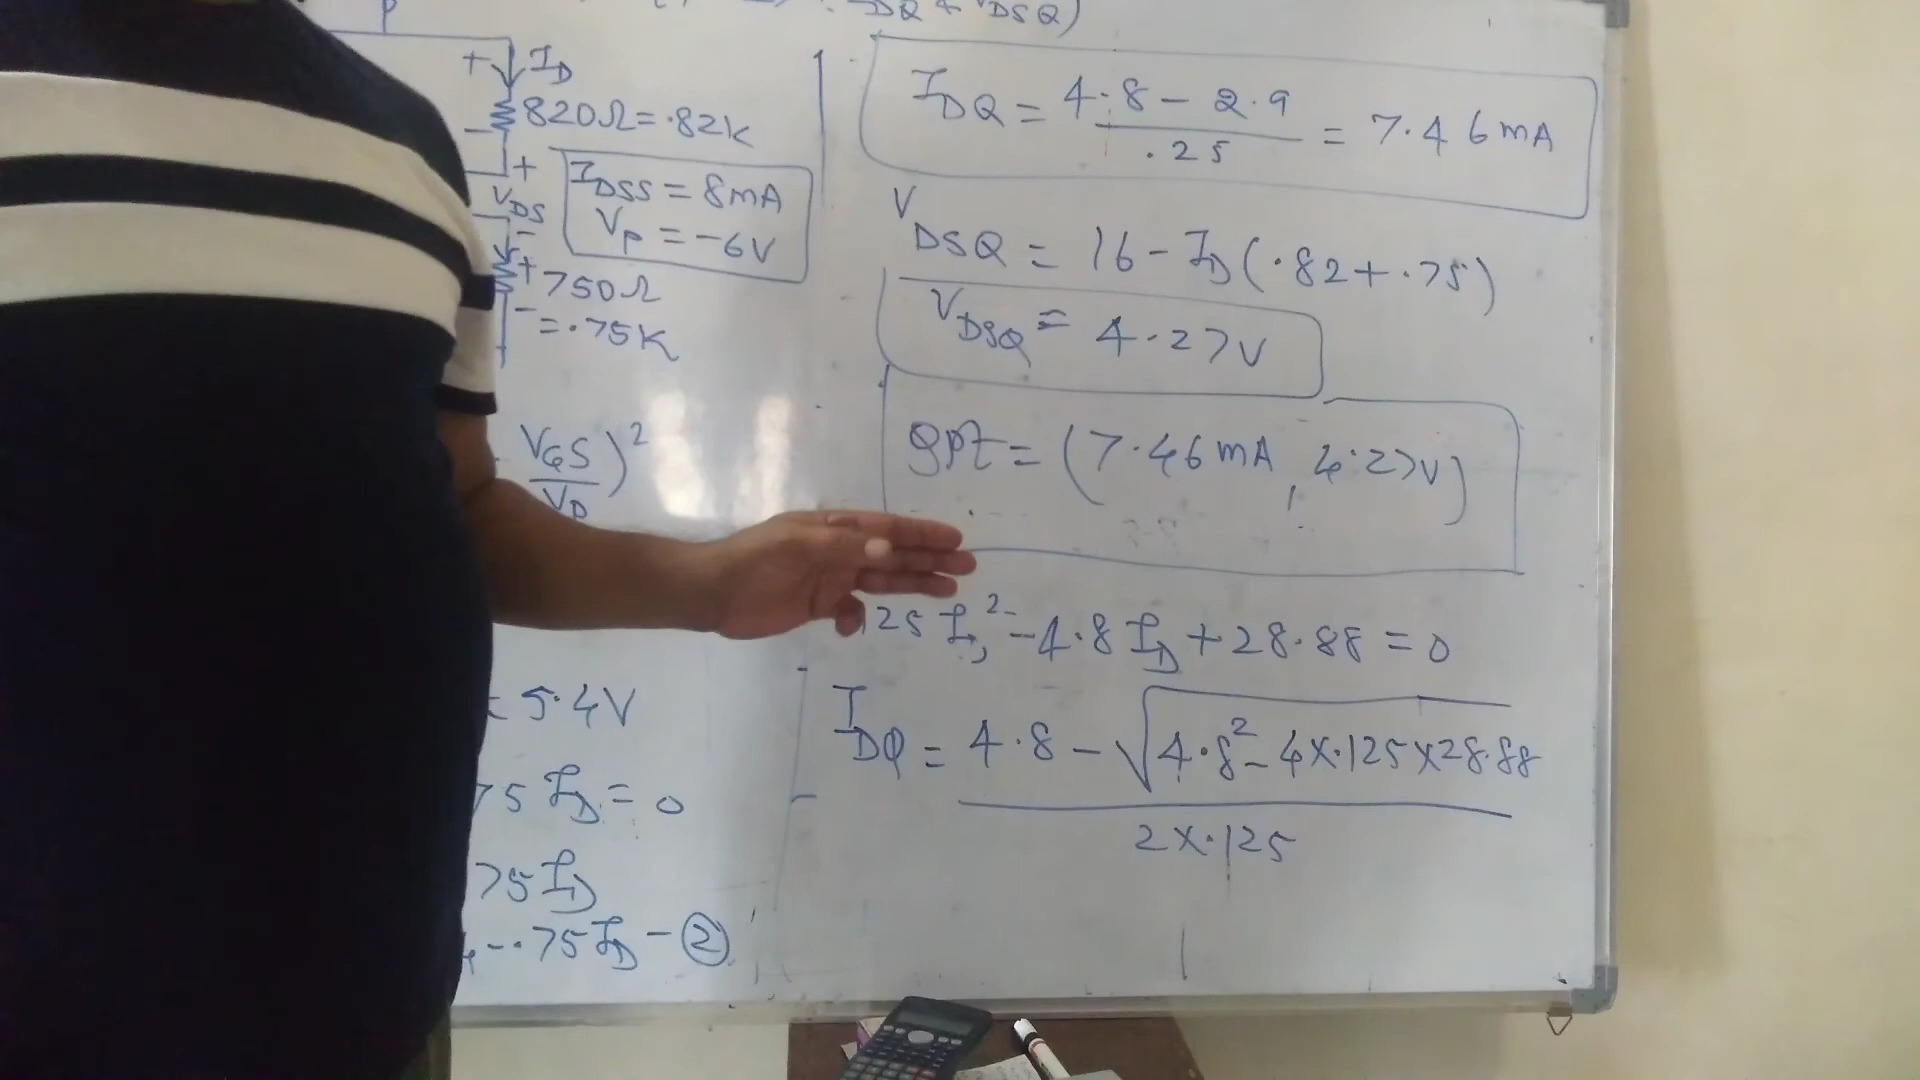 P
DQ & VDSQ)
+ ID
820Ω = .82k
-
+
VDS
-
IDSS = 8mA
VP = -6V
+ 750Ω
- = .75K
VGS )²
VP
= 5.4V
75 ID = 0
75 ID
- .75 ID - ②
IDQ = 4.8 - 2.9 = 7.46 mA
.25
VDSQ = 16 - ID (.82 + .75)
VDSQ = 4.27V
QPt = (7.46 mA, 4.27V)
125 ID² - 4.8 ID + 28.88 = 0
IDQ = 4.8 - √4.8² - 4x.125x28.88
2x.125